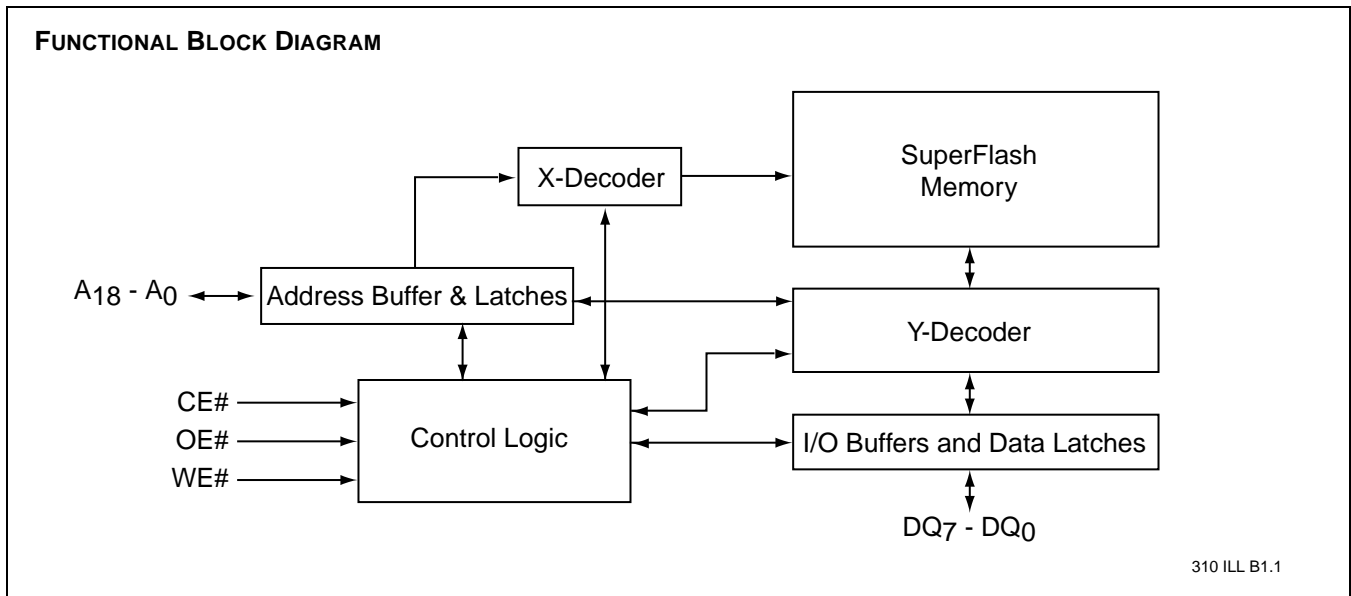 FUNCTIONAL BLOCK DIAGRAM
SuperFlash
Memory
X-Decoder
A18 - A0
Address Buffer & Latches
Y-Decoder
CE#
OE#
WE#
Control Logic
I/O Buffers and Data Latches
DQ7 - DQ0
310 ILL B1.1